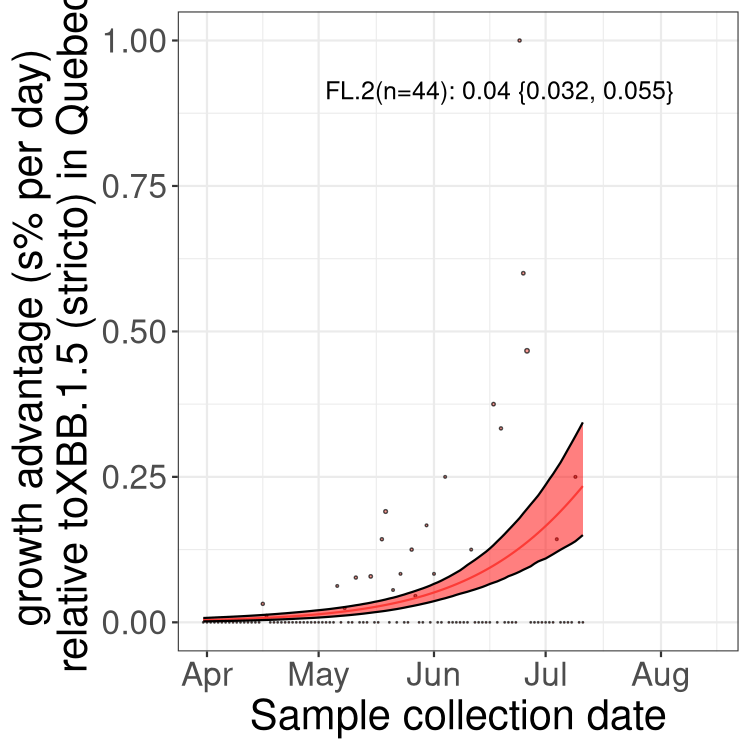 growth advantage (s% per day)
relative toXBB.1.5 (stricto) in Quebec
1.00
0.75
0.50
0.25
0.00
FL.2(n=44): 0.04 {0.032, 0.055}
Apr May Jun Jul Aug
Sample collection date